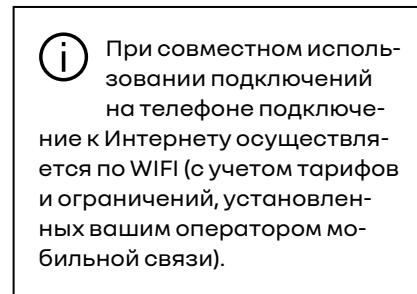 При совместном исполь-
зовании подключений
на телефоне подключе-
ние к Интернету осуществля-
ется по WIFI (с учетом тарифов
и ограничений, установлен-
ных вашим оператором мо-
бильной связи).